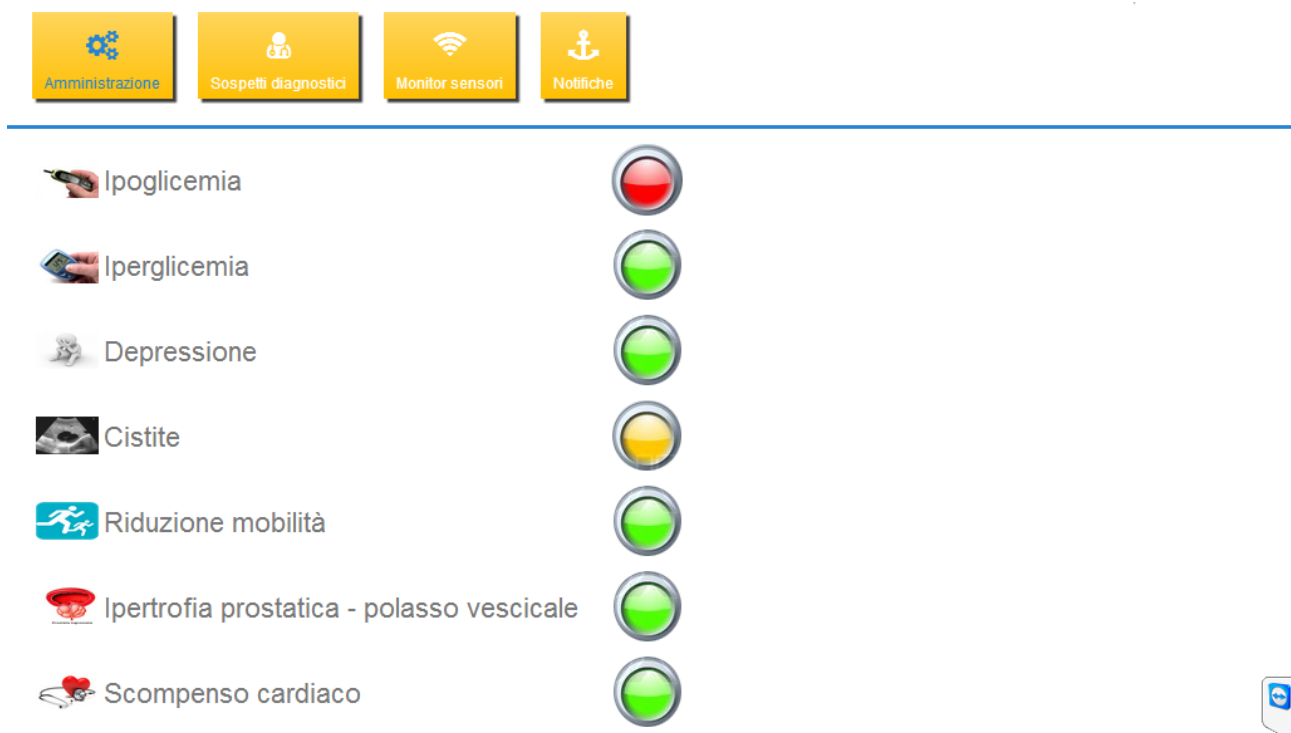 Amministrazione
Sospetti diagnostici
Monitor sensori
Notifiche
Ipoglicemia
Iperglicemia
Depressione
Cistite
Riduzione mobilità
Ipertrofia prostatica - polasso vescicale
Scompenso cardiaco